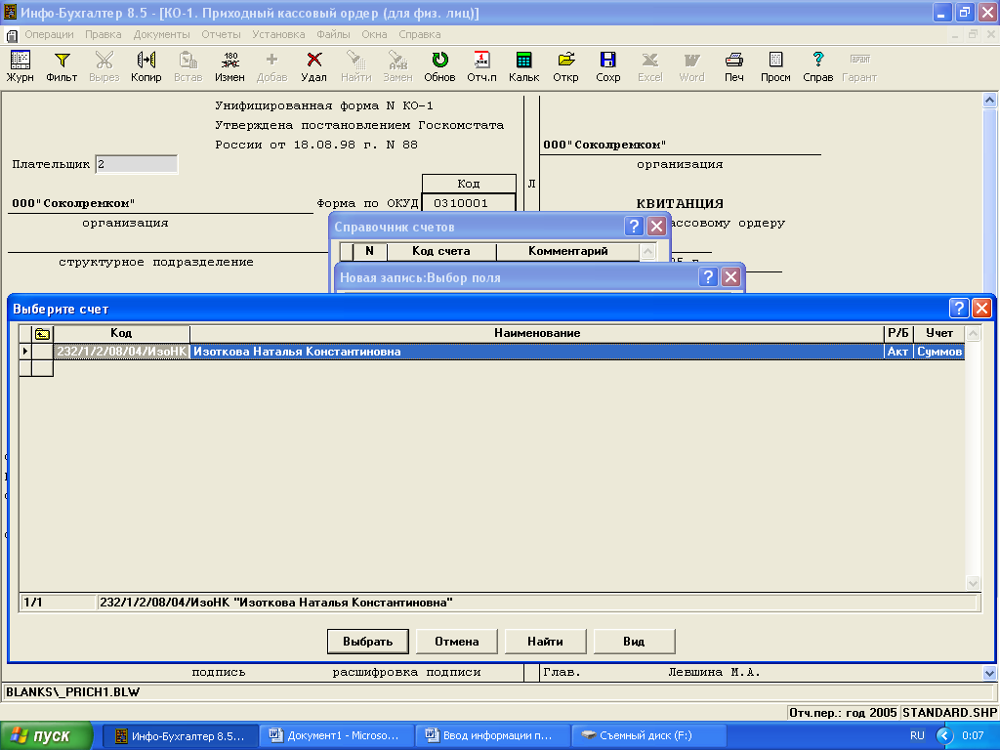 Инфо-Бухгалтер 8.5 - [КО-1. Приходный кассовый ордер (для физ. лиц)]
Операции Правка Документы Отчеты Установка Файлы Окна Справка
Журн Фильт Вырез Копир Встав Измен Добав Удал Найти Замен Обнов Отч.п Кальк Откр Сохр Excel Word Печ Просм Справ Гарант
Унифицированная форма N КО-1
Утверждена постановлением Госкомстата
России от 18.08.98 г. N 88
ООО"Соколремком"
Плательщик 2
организация
Код
Л
ООО"Соколремком" Форма по ОКУД 0310001
КВИТАНЦИЯ
организация
ассовому ордеру
структурное подразделение
Справочник счетов
N Код счета Комментарий
Новая запись:Выбор поля
Выберите счет
Код Наименование Р/Б Учет
232/1/2/08/04/ИзоНК Изоткова Наталья Константиновна Акт Суммов
1/1 232/1/2/08/04/ИзоНК "Изоткова Наталья Константиновна"
Выбрать Отмена Найти Вид
подпись расшифровка подписи Глав. Левшина М.А.
BLANKS\_PRICH1.BLW
Отч.пер.: год 2005 STANDARD.SHP
пуск Инфо-Бухгалтер 8.5... Документ1 - Microso... Ввод информации п... Съемный диск (F:) RU 0:07